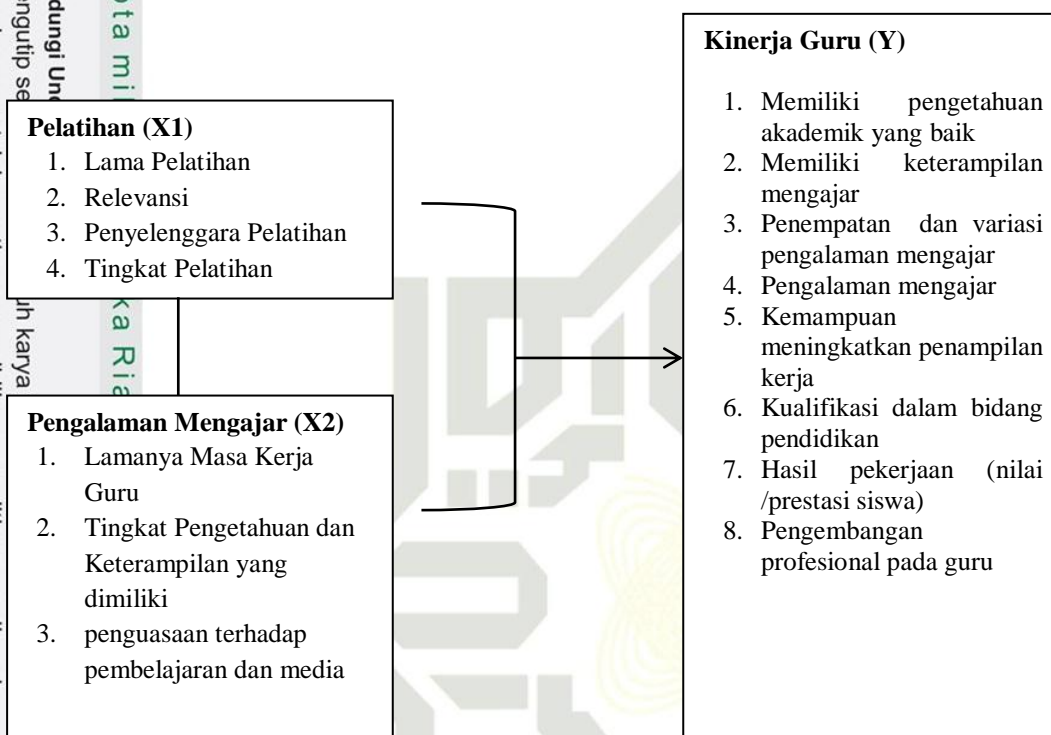 Pelatihan (X1)
1. Lama Pelatihan
2. Relevansi
3. Penyelenggara Pelatihan
4. Tingkat Pelatihan
Pengalaman Mengajar (X2)
1. Lamanya Masa Kerja
Guru
2. Tingkat Pengetahuan dan
Keterampilan yang
dimiliki
3. penguasaan terhadap
pembelajaran dan media
Kinerja Guru (Y)
1. Memiliki pengetahuan
akademik yang baik
2. Memiliki keterampilan
mengajar
3. Penempatan dan variasi
pengalaman mengajar
4. Pengalaman mengajar
5. Kemampuan
meningkatkan penampilan
kerja
6. Kualifikasi dalam bidang
pendidikan
7. Hasil pekerjaan (nilai
/prestasi siswa)
8. Pengembangan
profesional pada guru
karya